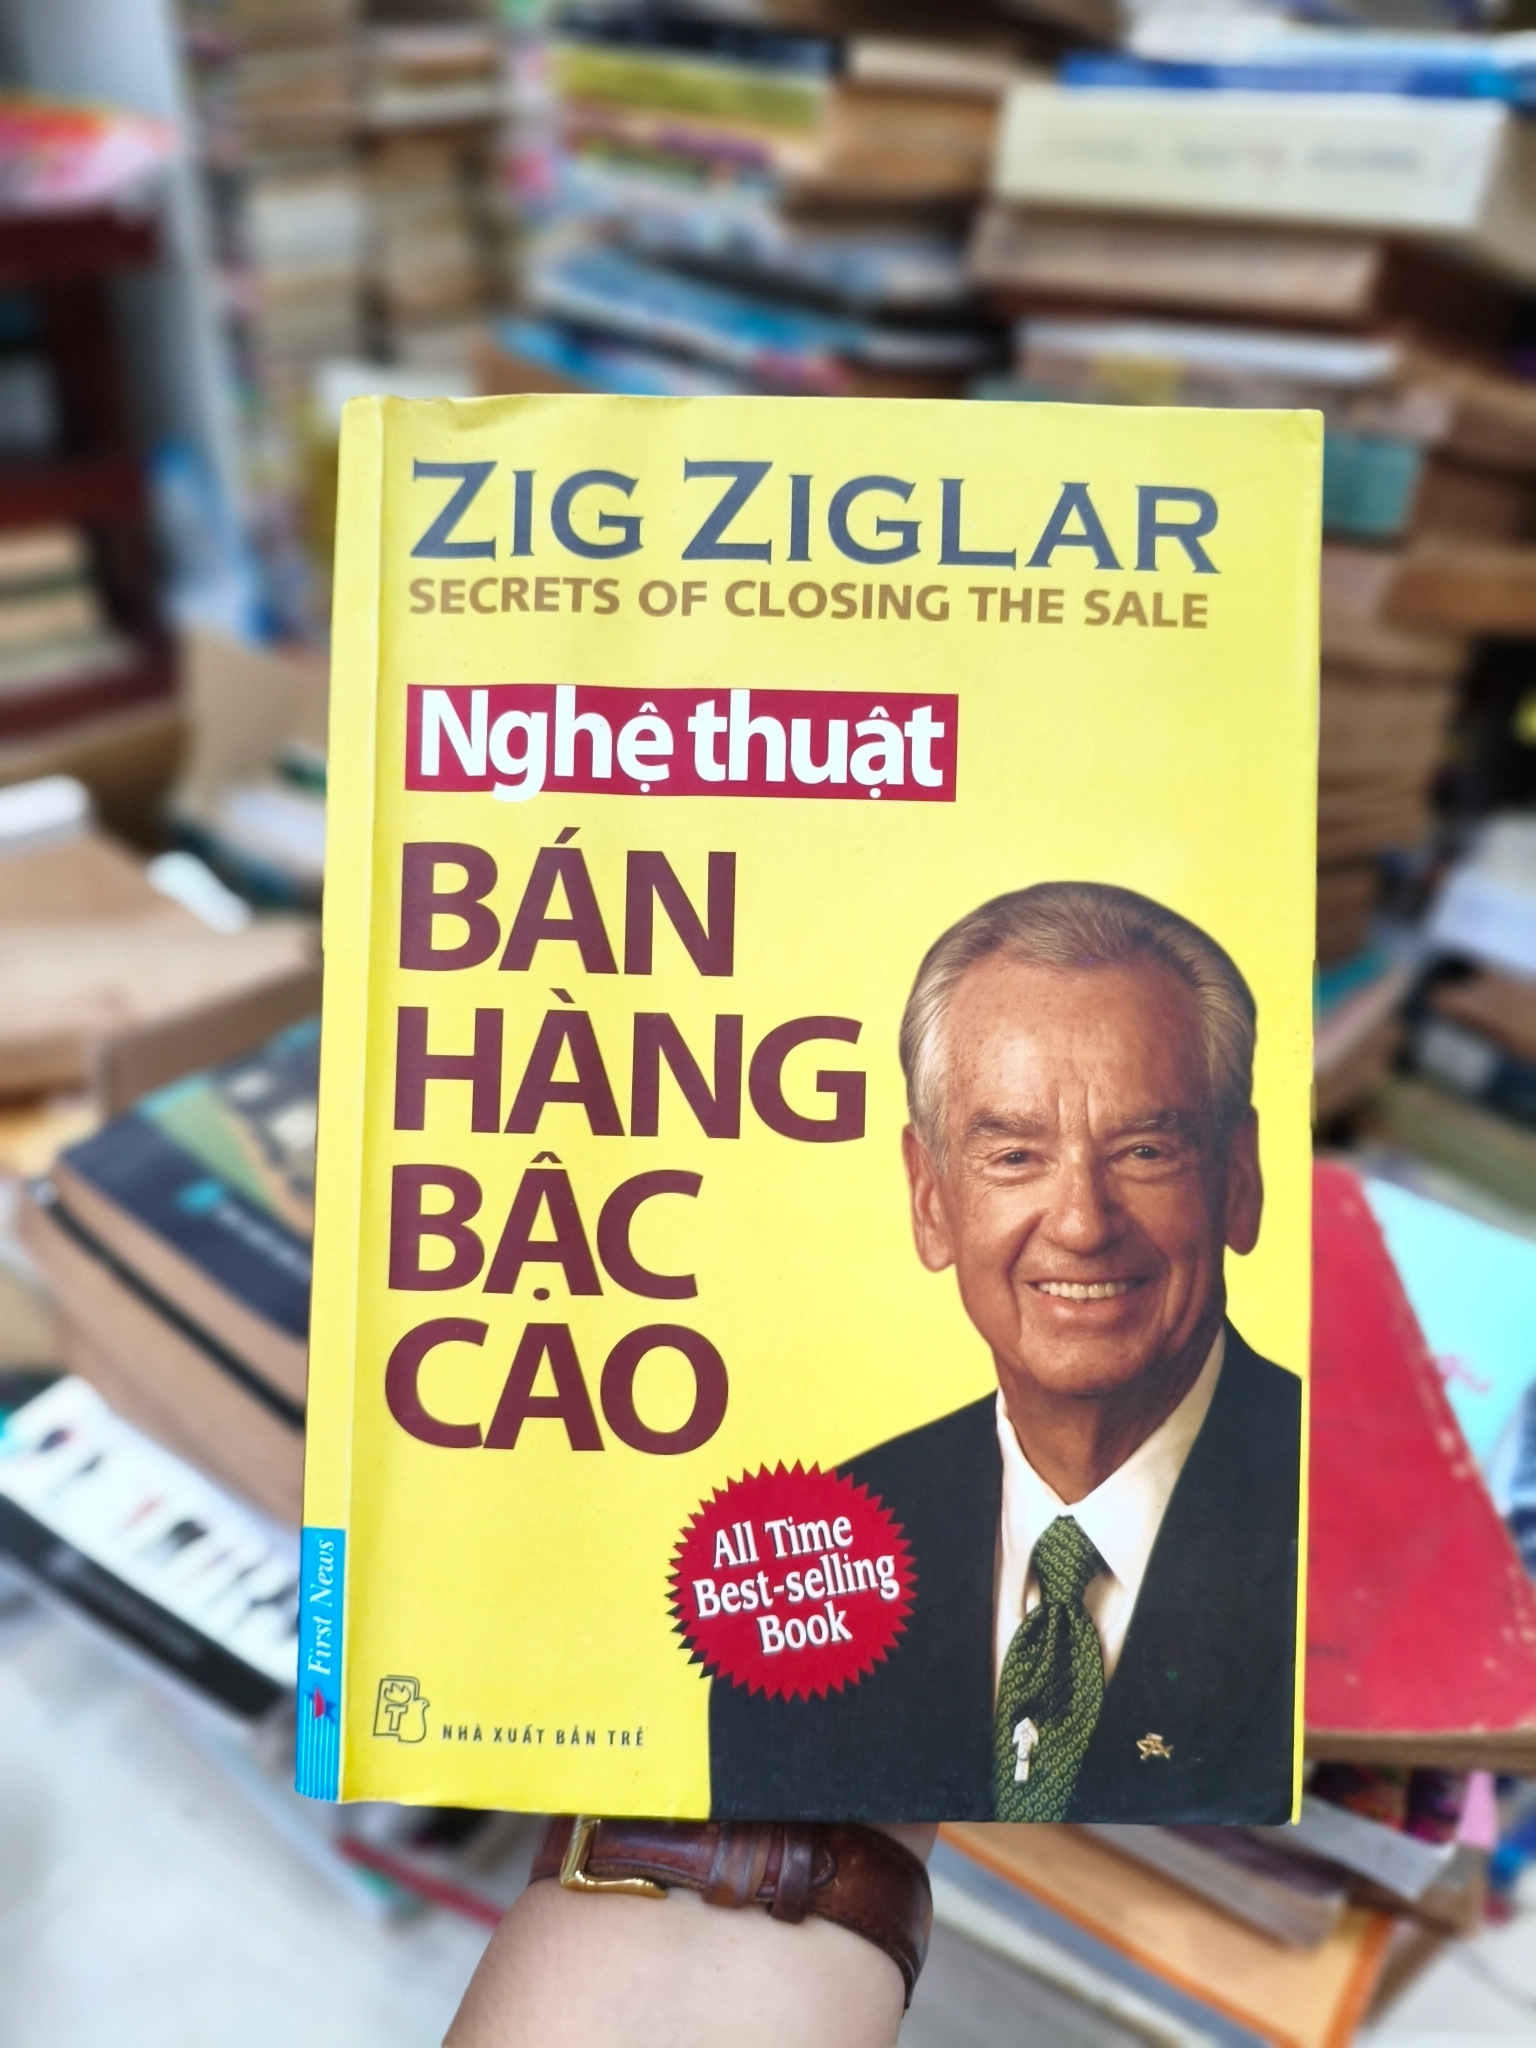 ZIG ZIGLAR
SECRETS OF CLOSING THE SALE
Nghệ thuật
BÁN
HÀNG
BẬC
CAO
All Time
Best-selling
Book
First News
NHÀ XUẤT BẢN TRẺ